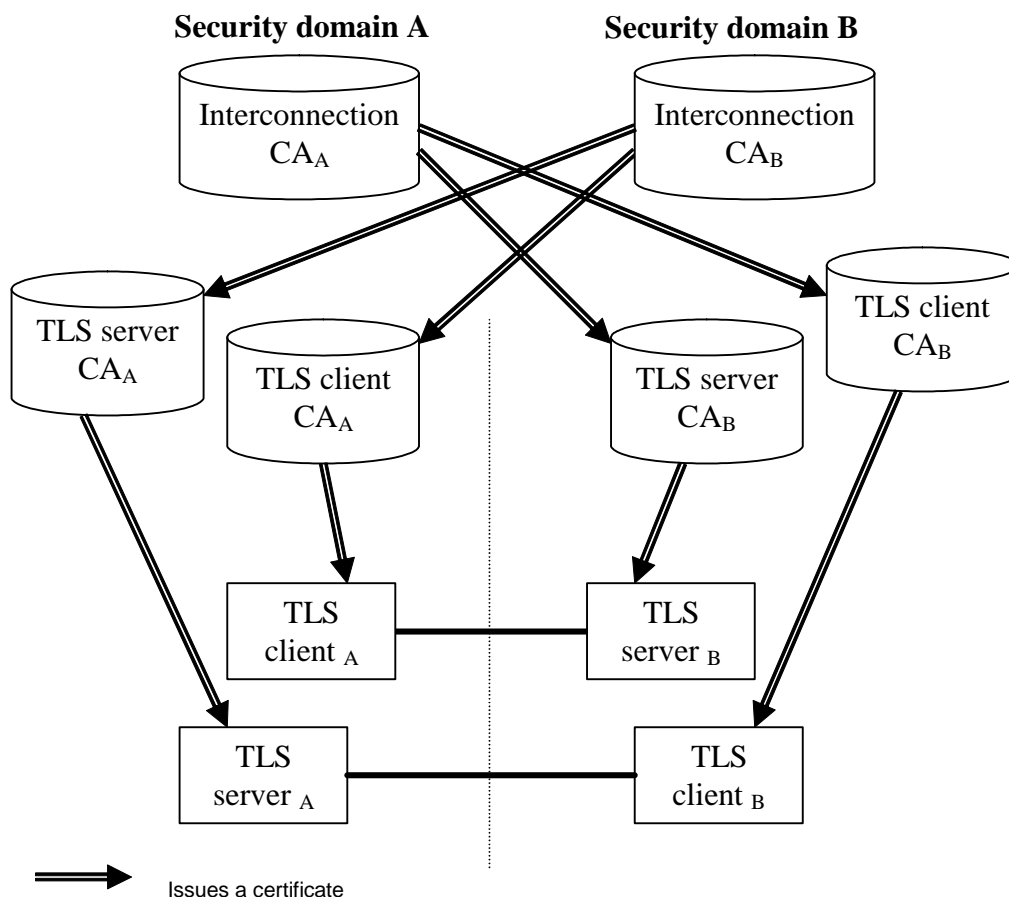 Security domain A
Security domain B
Interconnection
CAA
Interconnection
CAB
TLS server
CAA
TLS client
CAA
TLS server
CAB
TLS client
CAB
TLS
client A
TLS
server B
TLS
server A
TLS
client B
Issues a certificate